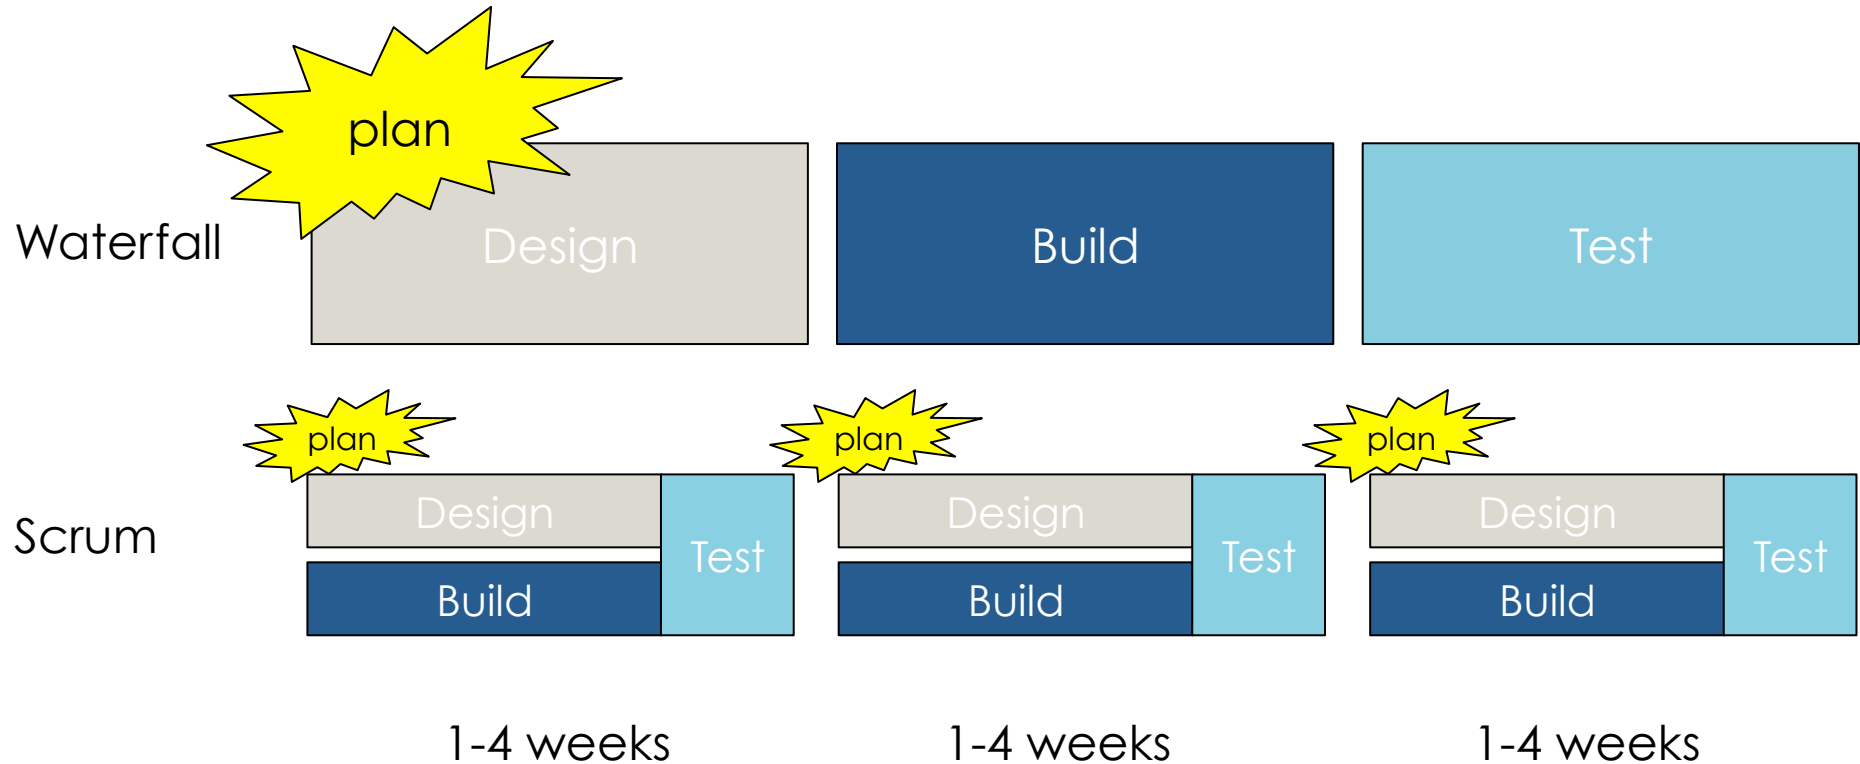 plan
Waterfall
Design
Build
Test
plan
plan
plan
Scrum
Design
Build
Test
Design
Build
Test
Design
Build
Test
1-4 weeks
1-4 weeks
1-4 weeks